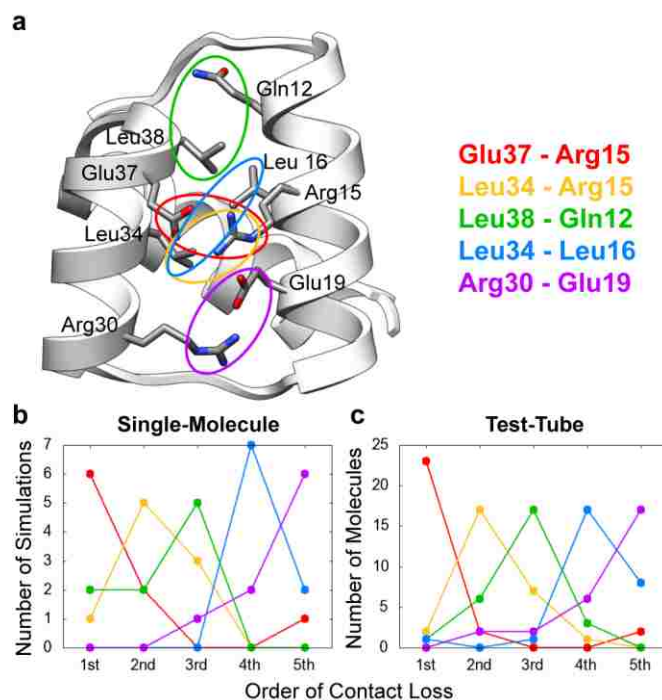 a
Gln12
Leu38
Glu37
Leu 16
Arg15
Leu34
Glu19
Arg30
Glu37 - Arg15
Leu34 - Arg15
Leu38 - Gln12
Leu34 - Leu16
Arg30 - Glu19
b
Single-Molecule
Number of Simulations
7
6
5
4
3
2
1
0
1st 2nd 3rd 4th 5th
c
Test-Tube
Number of Molecules
25
20
15
10
5
0
1st 2nd 3rd 4th 5th
Order of Contact Loss